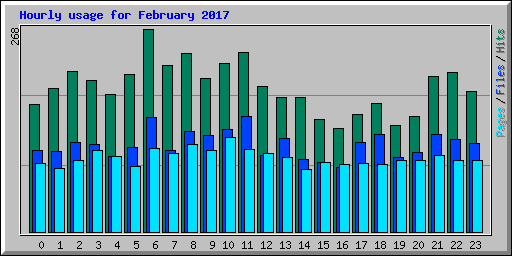 Hourly usage for February 2017
268
Pages/Files/Hits
0 1 2 3 4 5 6 7 8 9 10 11 12 13 14 15 16 17 18 19 20 21 22 23